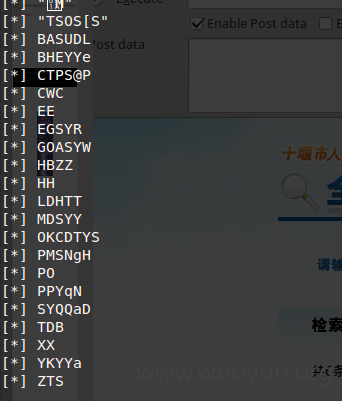 [*] "TSOS[S"
[*] BASUDL
[*] BHEYYe
[*] CTPS@P
[*] CWC
[*] EE
[*] EGSYR
[*] GOASYW
[*] HBZZ
[*] HH
[*] LDHTT
[*] MDSYY
[*] OKCDTYS
[*] PMSNgH
[*] PO
[*] PPYqN
[*] SYQQaD
[*] TDB
[*] XX
[*] YKYYa
[*] ZTS
Execute
Enable Post data
Post data
十堰市人
请输
检索
www.wooyun.org